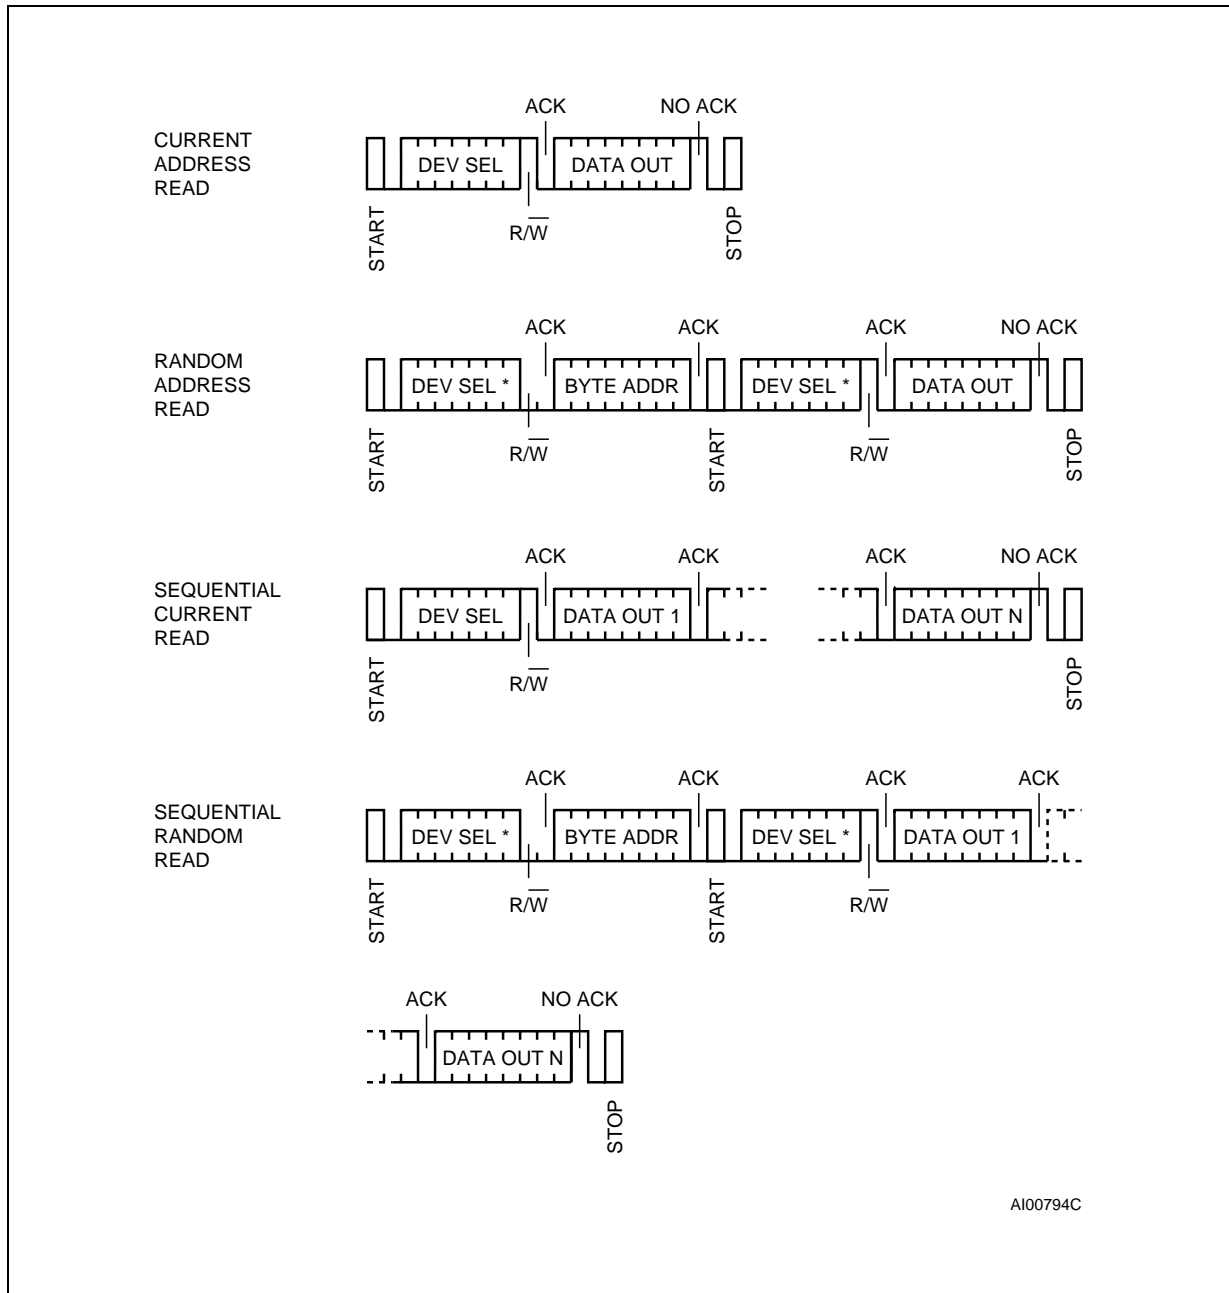 ACK NO ACK
CURRENT
ADDRESS
READ
DEV SEL DATA OUT
R/W̅
START STOP
ACK ACK ACK NO ACK
RANDOM
ADDRESS
READ
DEV SEL * BYTE ADDR DEV SEL * DATA OUT
R/W̅ R/W̅
START START STOP
ACK ACK ACK NO ACK
SEQUENTIAL
CURRENT
READ
DEV SEL DATA OUT 1 DATA OUT N
R/W̅
START STOP
ACK ACK ACK ACK
SEQUENTIAL
RANDOM
READ
DEV SEL * BYTE ADDR DEV SEL * DATA OUT 1
R/W̅ R/W̅
START START
ACK NO ACK
DATA OUT N
STOP
AI00794C